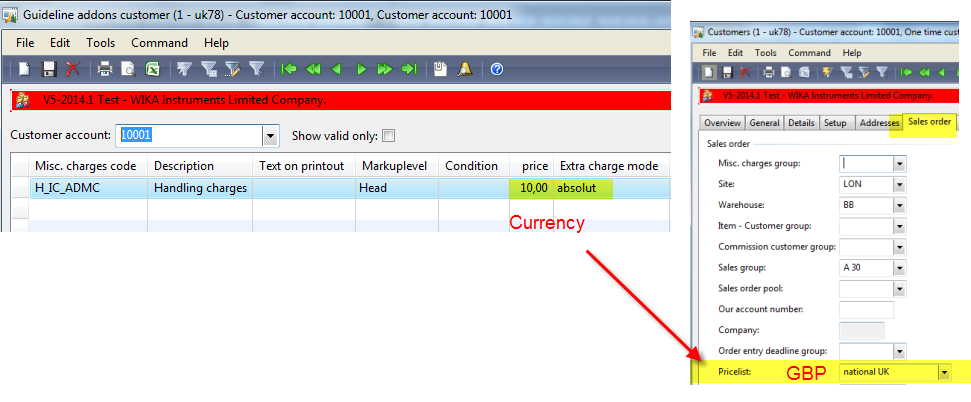 Guideline addons customer (1 - uk78) - Customer account: 10001, Customer account: 10001
File Edit Tools Command Help
V5-2014.1 Test - WIKA Instruments Limited Company.
Customer account: 10001 Show valid only:
Misc. charges code Description Text on printout Markuplevel Condition price Extra charge mode
H_IC_ADMC Handling charges Head 10,00 absolut
Currency
Customers (1 - uk78) - Customer account: 10001, One time cust
File Edit Tools Command Help
V5-2014.1 Test - WIKA Instruments Limited Company.
Overview General Details Setup Addresses Sales order
Sales order
Misc. charges group:
Site: LON
Warehouse: BB
Item - Customer group:
Commission customer group:
Sales group: A 30
Sales order pool:
Our account number:
Company:
Order entry deadline group:
Pricelist: GBP national UK